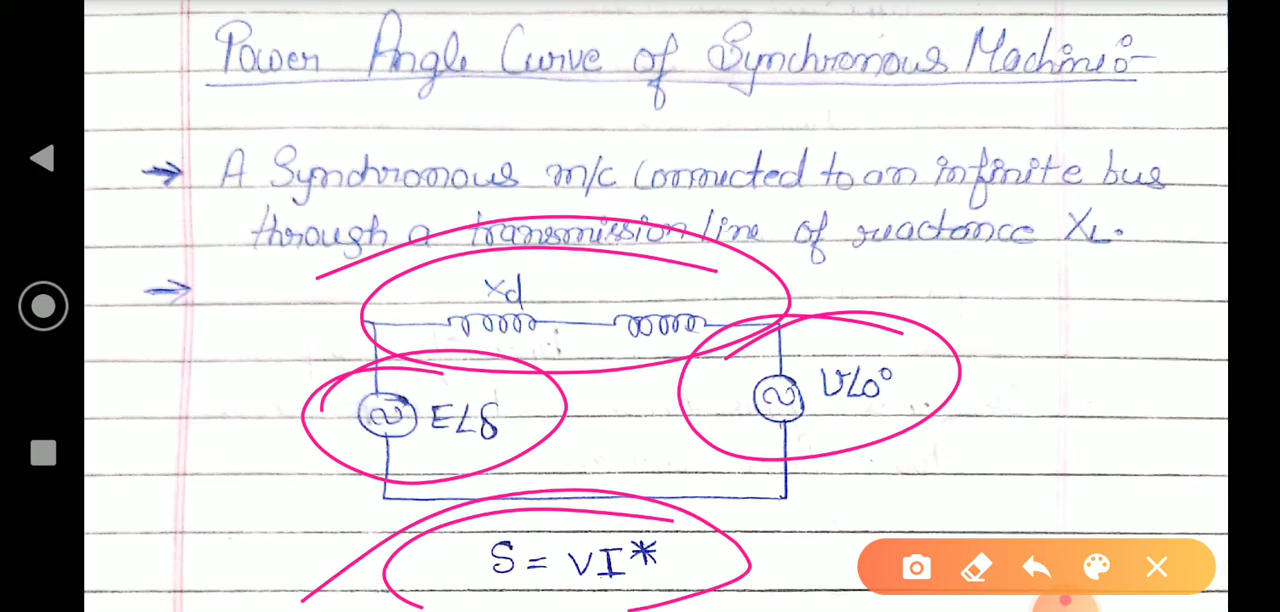 Power Angle Curve of Synchronous Machine:-
→ A Synchronous m/c Connected to an infinite bus
through a transmission line of reactance XL.
→
Xd
E∠δ
V∠0°
S = VI*